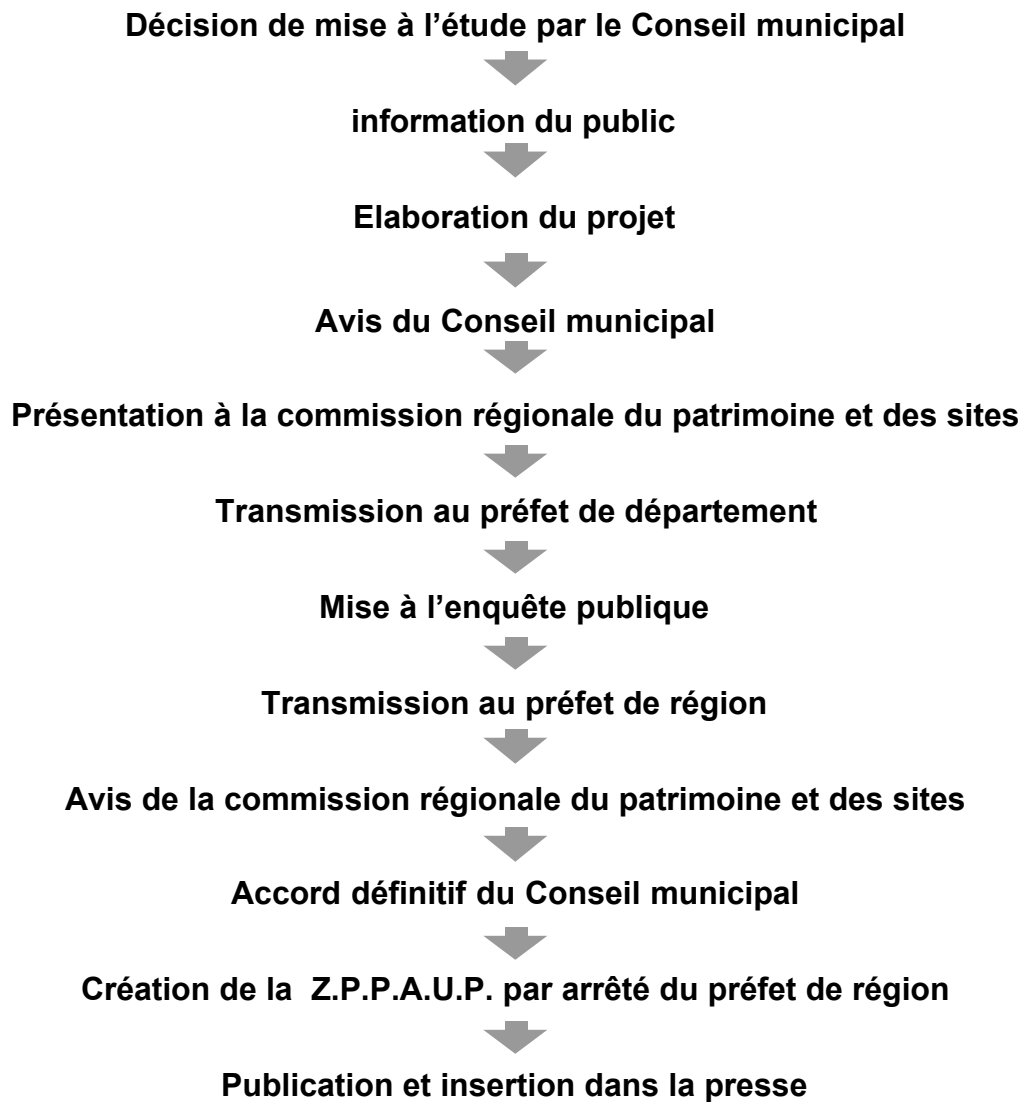 Décision de mise à l’étude par le Conseil municipal
information du public
Elaboration du projet
Avis du Conseil municipal
Présentation à la commission régionale du patrimoine et des sites
Transmission au préfet de département
Mise à l’enquête publique
Transmission au préfet de région
Avis de la commission régionale du patrimoine et des sites
Accord définitif du Conseil municipal
Création de la  Z.P.P.A.U.P. par arrêté du préfet de région
Publication et insertion dans la presse